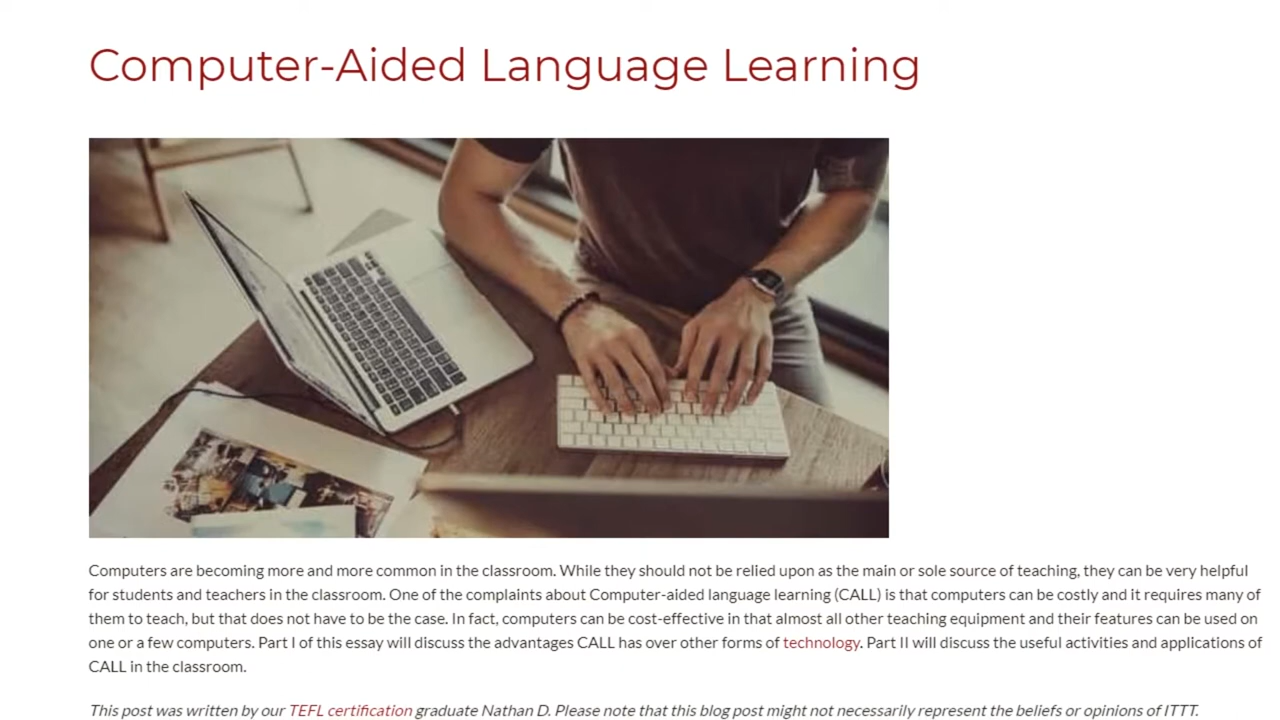 Computer-Aided Language Learning
Computers are becoming more and more common in the classroom. While they should not be relied upon as the main or sole source of teaching, they can be very helpful
for students and teachers in the classroom. One of the complaints about Computer-aided language learning (CALL) is that computers can be costly and it requires many of
them to teach, but that does not have to be the case. In fact, computers can be cost-effective in that almost all other teaching equipment and their features can be used on
one or a few computers. Part I of this essay will discuss the advantages CALL has over other forms of technology. Part II will discuss the useful activities and applications of
CALL in the classroom.
This post was written by our TEFL certification graduate Nathan D. Please note that this blog post might not necessarily represent the beliefs or opinions of ITTT.